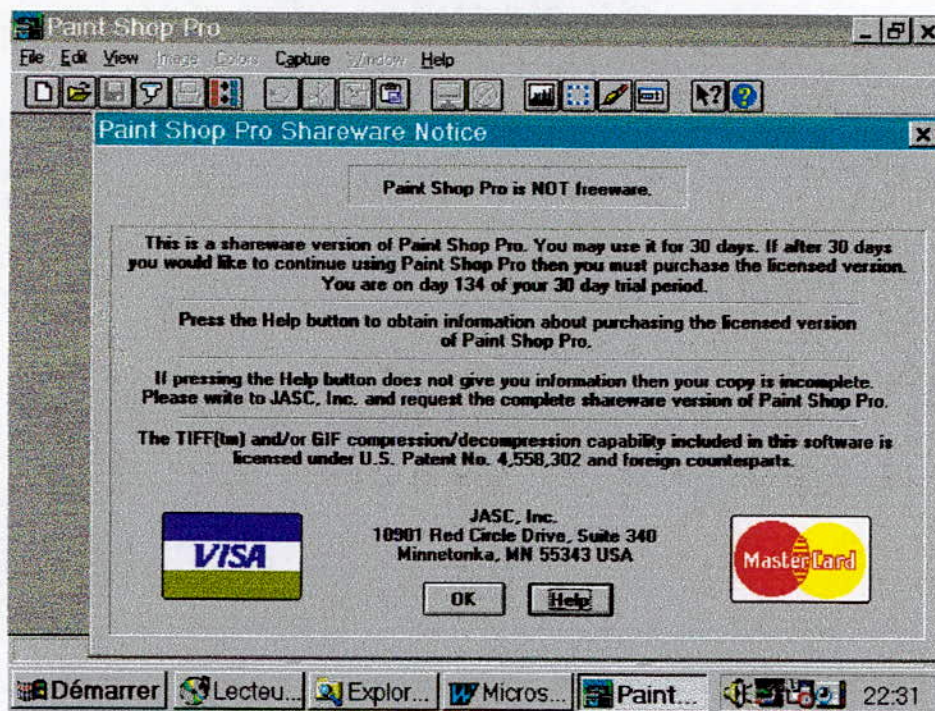 Paint Shop Pro
File Edit View Image Colors Capture Window Help
Paint Shop Pro Shareware Notice
Paint Shop Pro is NOT freeware.
This is a shareware version of Paint Shop Pro. You may use it for 30 days. If after 30 days
you would like to continue using Paint Shop Pro then you must purchase the licensed version.
You are on day 134 of your 30 day trial period.
Press the Help button to obtain information about purchasing the licensed version
of Paint Shop Pro.
If pressing the Help button does not give you information then your copy is incomplete.
Please write to JASC, Inc. and request the complete shareware version of Paint Shop Pro.
The TIFF(tm) and/or GIF compression/decompression capability included in this software is
licensed under U.S. Patent No. 4,558,302 and foreign counterparts.
VISA
JASC, Inc.
10901 Red Circle Drive, Suite 340
Minnetonka, MN 55343 USA
MasterCard
OK Help
Démarrer Lecteu... Explor... Micros... Paint... 22:31